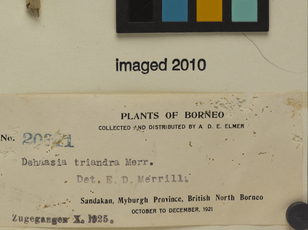 imaged 2010
PLANTS OF BORNEO
COLLECTED AND DISTRIBUTED BY A. D. E. ELMER
No.
Dehaasia triandra Merr.
Det. E. D. Merrill.
Sandakan, Myburgh Province, British North Borneo
OCTOBER TO DECEMBER, 1921
Zugegangen X. 1925.